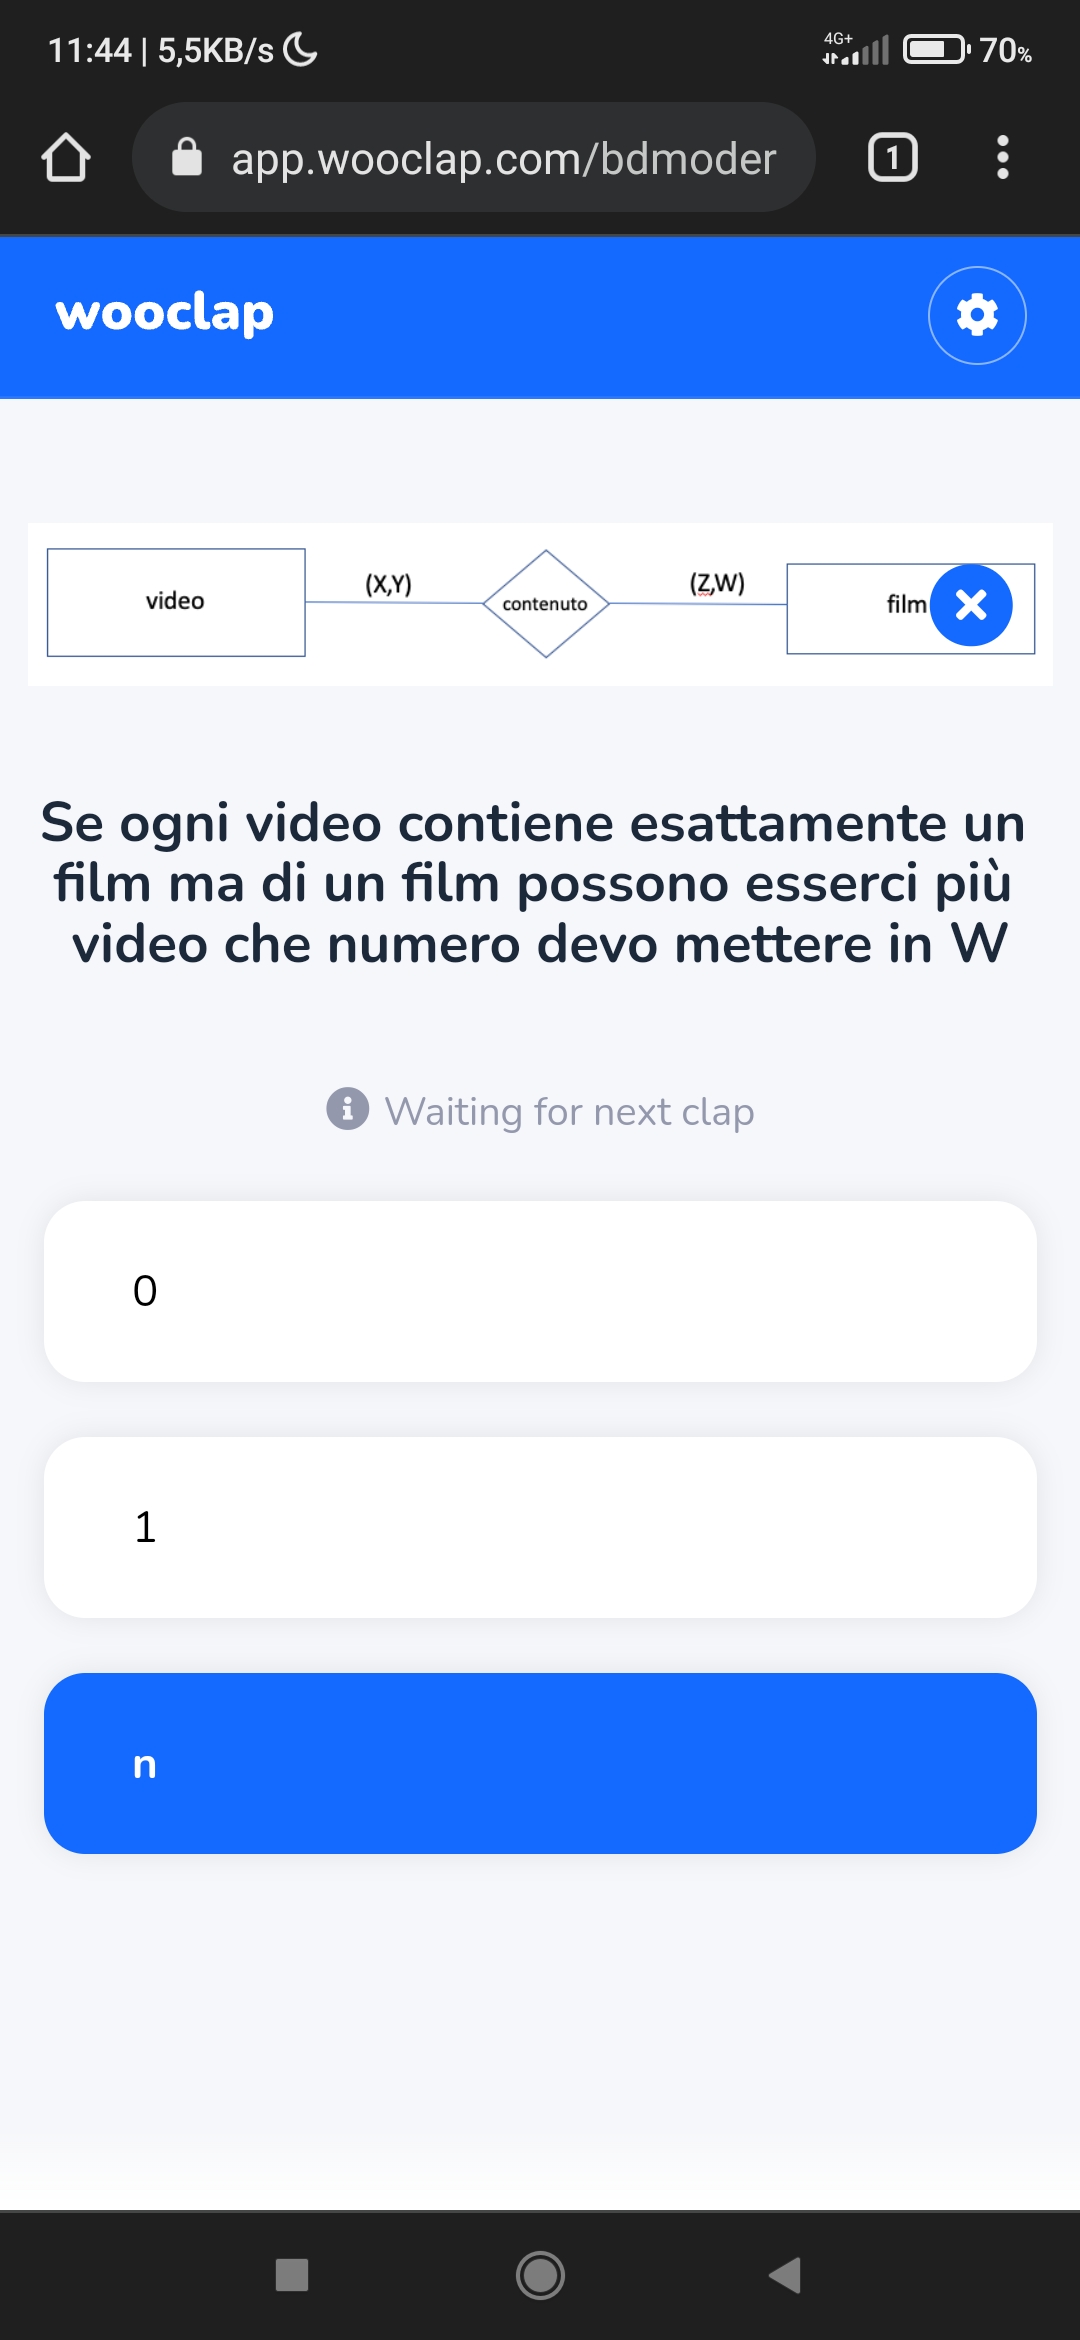 11:44 | 5,5KB/s 4G+ 70%
app.wooclap.com/bdmoder 1
wooclap
video (X,Y) contenuto (Z,W) film
Se ogni video contiene esattamente un
film ma di un film possono esserci più
video che numero devo mettere in W
Waiting for next clap
0
1
n